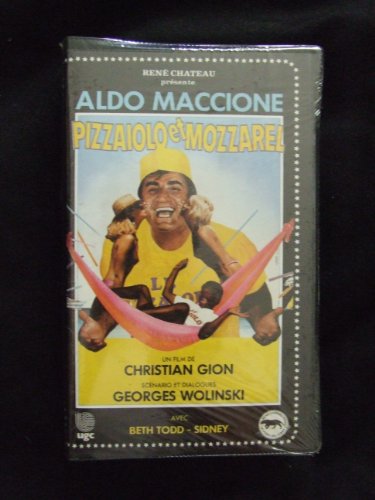 RENÉ CHATEAU
présente
ALDO MACCIONE
PIZZAIOLO et MOZZAREL
UN FILM DE
CHRISTIAN GION
SCÉNARIO ET DIALOGUES
GEORGES WOLINSKI
AVEC
BETH TODD - SIDNEY
ugc